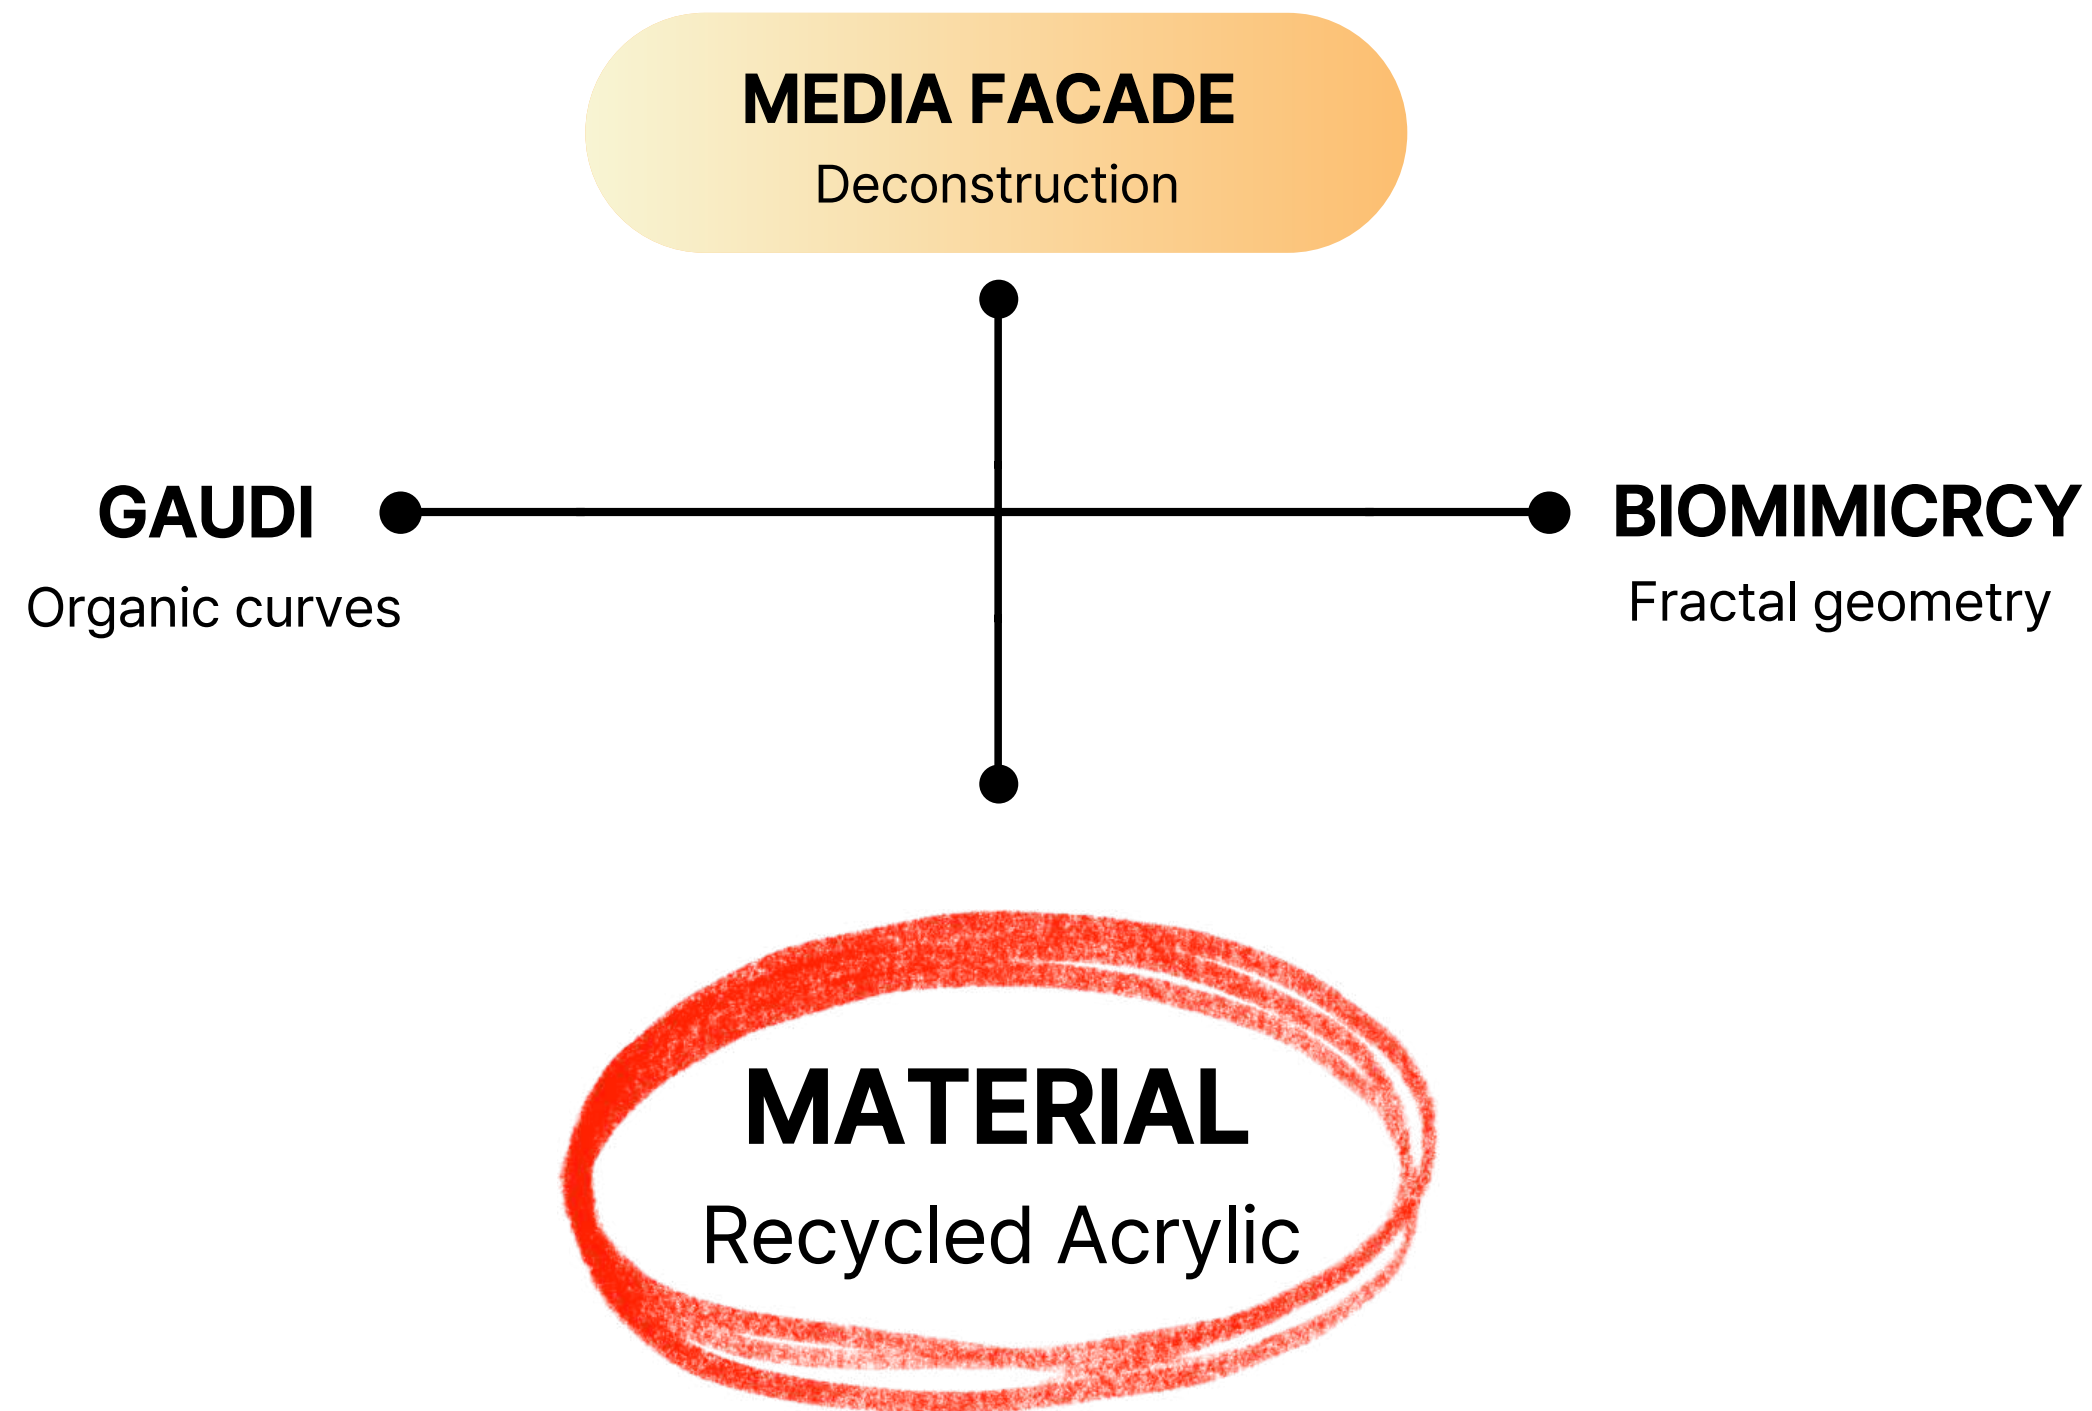 MEDIA FACADE
Deconstruction
GAUDI
Organic curves
BIOMIMICRCY
Fractal geometry
MATERIAL
Recycled Acrylic